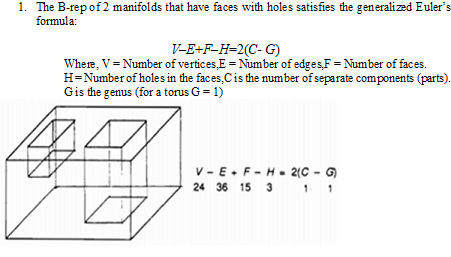 1. The B-rep of 2 manifolds that have faces with holes satisfies the generalized Euler's
formula:
V–E+F–H=2(C- G)
Where, V = Number of vertices,E = Number of edges,F = Number of faces.
H=Number of holes in the faces,C is the number of separate components (parts).
G is the genus (for a torus G = 1)
V - E + F - H = 2(C - G)
24 36 15 3 1 1